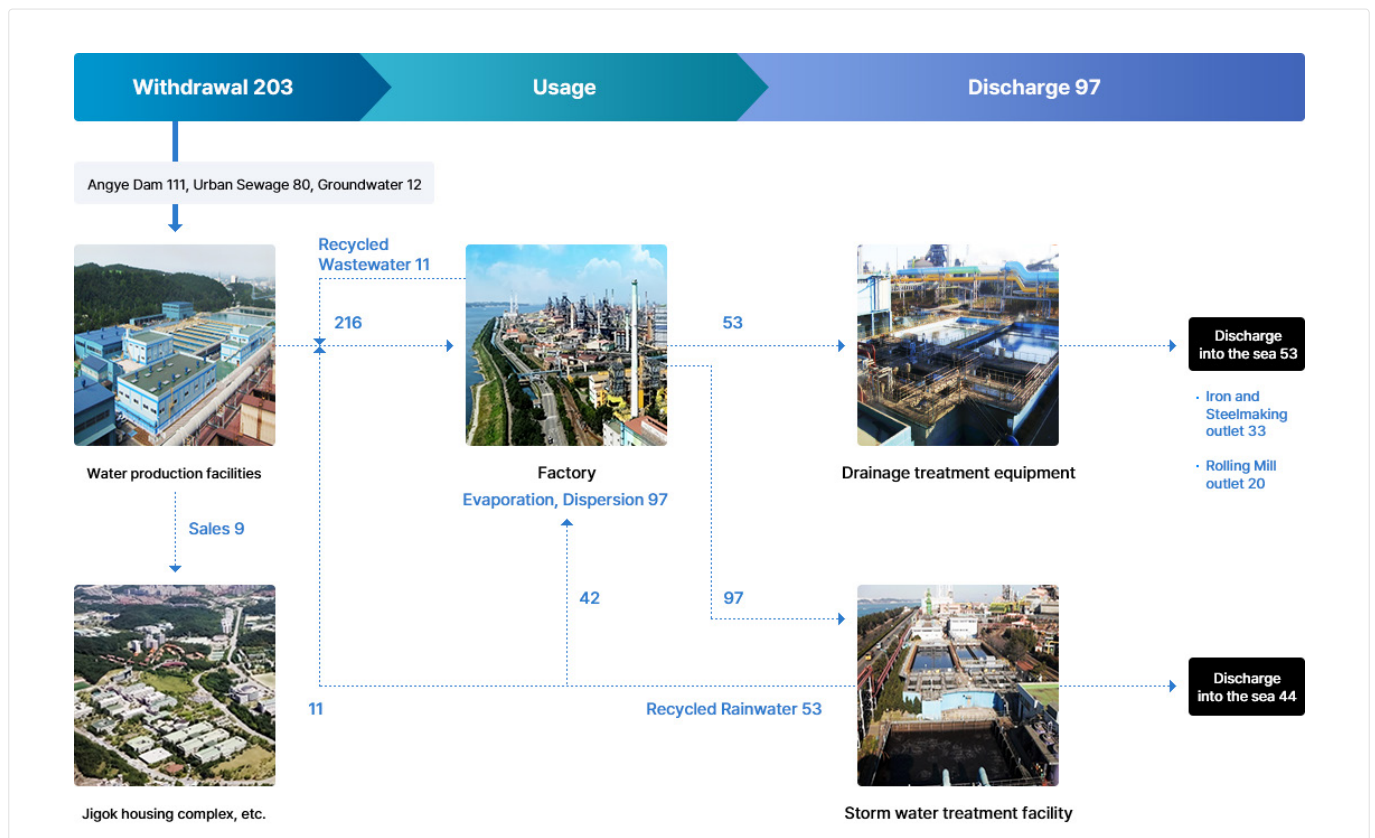 Withdrawal 203
Usage
Discharge 97
Angye Dam 111, Urban Sewage 80, Groundwater 12
Recycled
Wastewater 11
216
53
Discharge
into the sea 53
· Iron and
Steelmaking
outlet 33
· Rolling Mill
outlet 20
Water production facilities
Factory
Evaporation, Dispersion 97
Drainage treatment equipment
Sales 9
42
97
11
Recycled Rainwater 53
Discharge
into the sea 44
Jigok housing complex, etc.
Storm water treatment facility